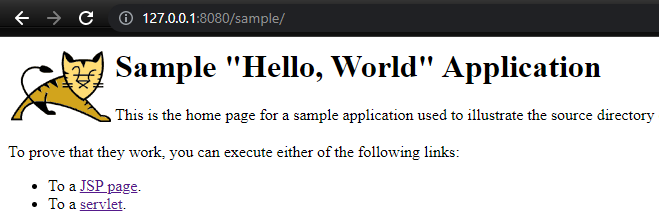 127.0.0.1:8080/sample/
Sample "Hello, World" Application
This is the home page for a sample application used to illustrate the source directory
To prove that they work, you can execute either of the following links:
To a JSP page.
To a servlet.